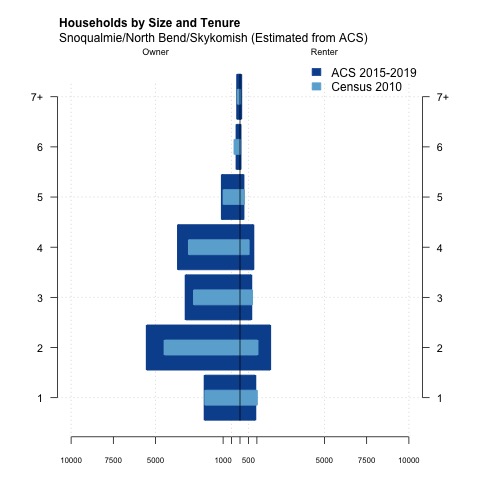 Households by Size and Tenure
Snoqualmie/North Bend/Skykomish (Estimated from ACS)
Owner Renter
ACS 2015-2019
Census 2010
7+ 7+
6 6
5 5
4 4
3 3
2 2
1 1
10000 7500 5000 1000 500 5000 7500 10000